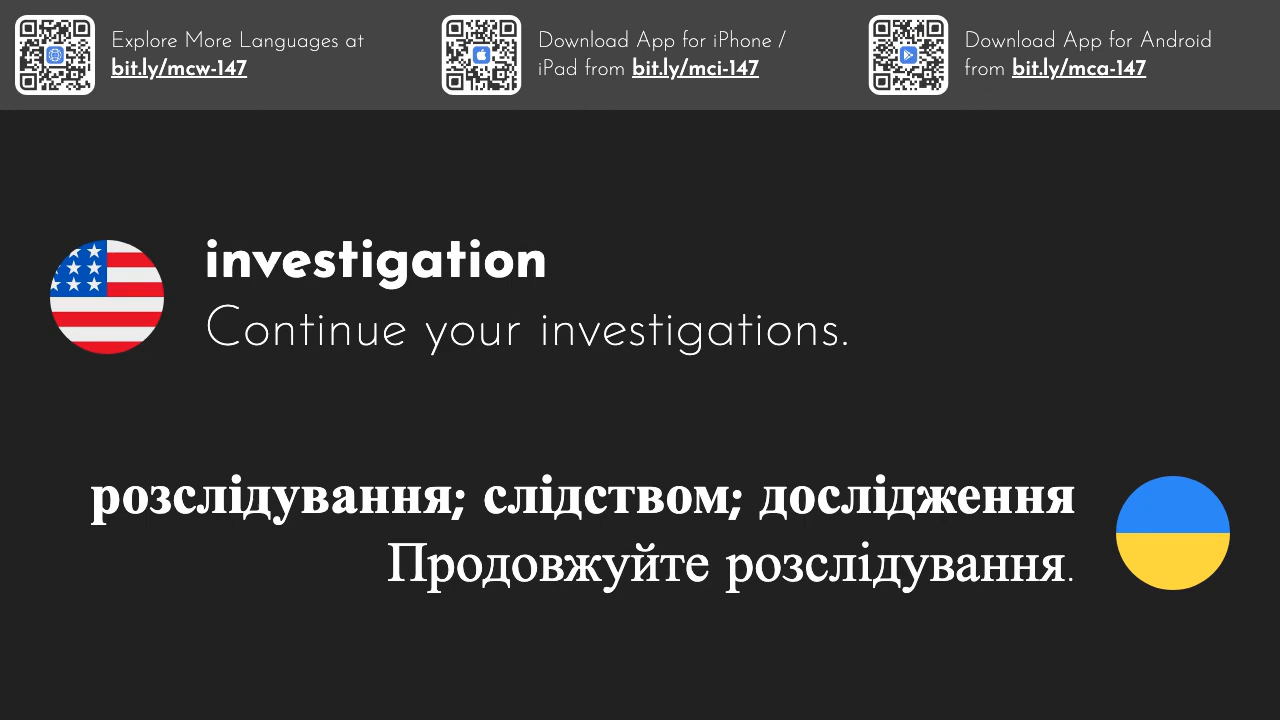 Explore More Languages at
bit.ly/mcw-147
Download App for iPhone /
iPad from bit.ly/mci-147
Download App for Android
from bit.ly/mca-147
investigation
Continue your investigations.
розслідування; слідством; дослідження
Продовжуйте розслідування.